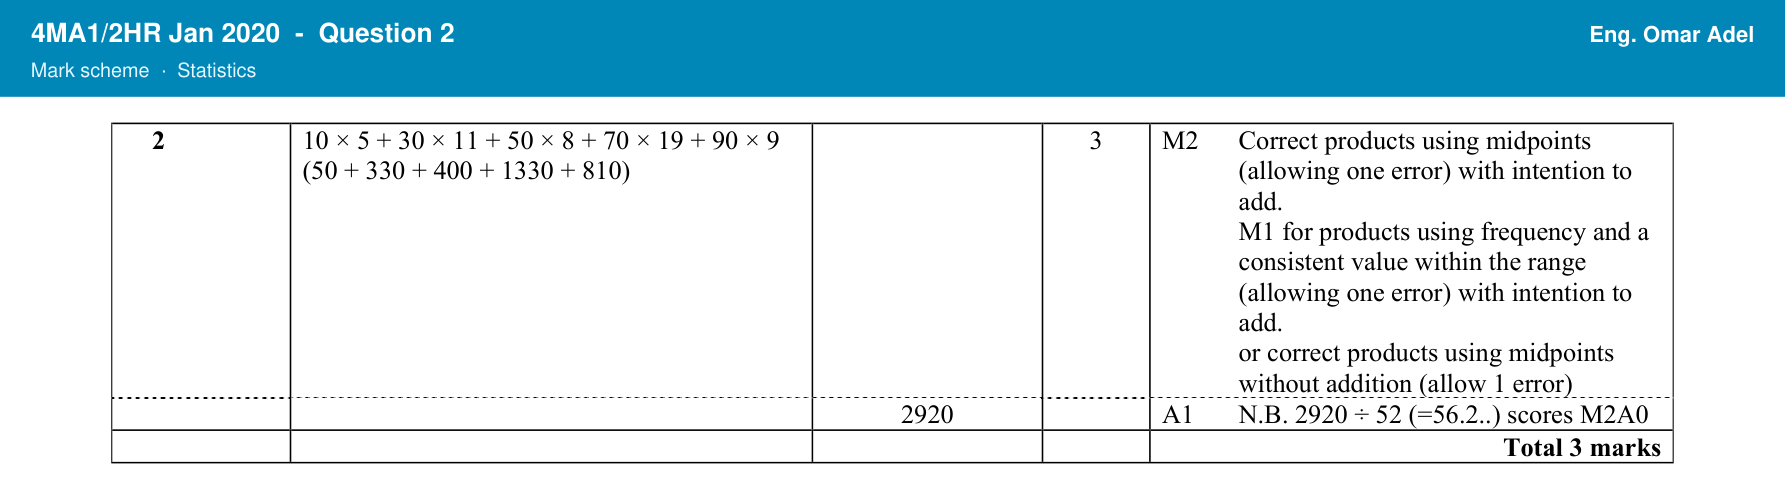 4MA1/2HR Jan 2020 - Question 2
Eng. Omar Adel
Mark scheme · Statistics
2 10 × 5 + 30 × 11 + 50 × 8 + 70 × 19 + 90 × 9 3 M2 Correct products using midpoints
(50 + 330 + 400 + 1330 + 810) (allowing one error) with intention to
add.
M1 for products using frequency and a
consistent value within the range
(allowing one error) with intention to
add.
or correct products using midpoints
without addition (allow 1 error)
2920 A1 N.B. 2920 ÷ 52 (=56.2..) scores M2A0
Total 3 marks